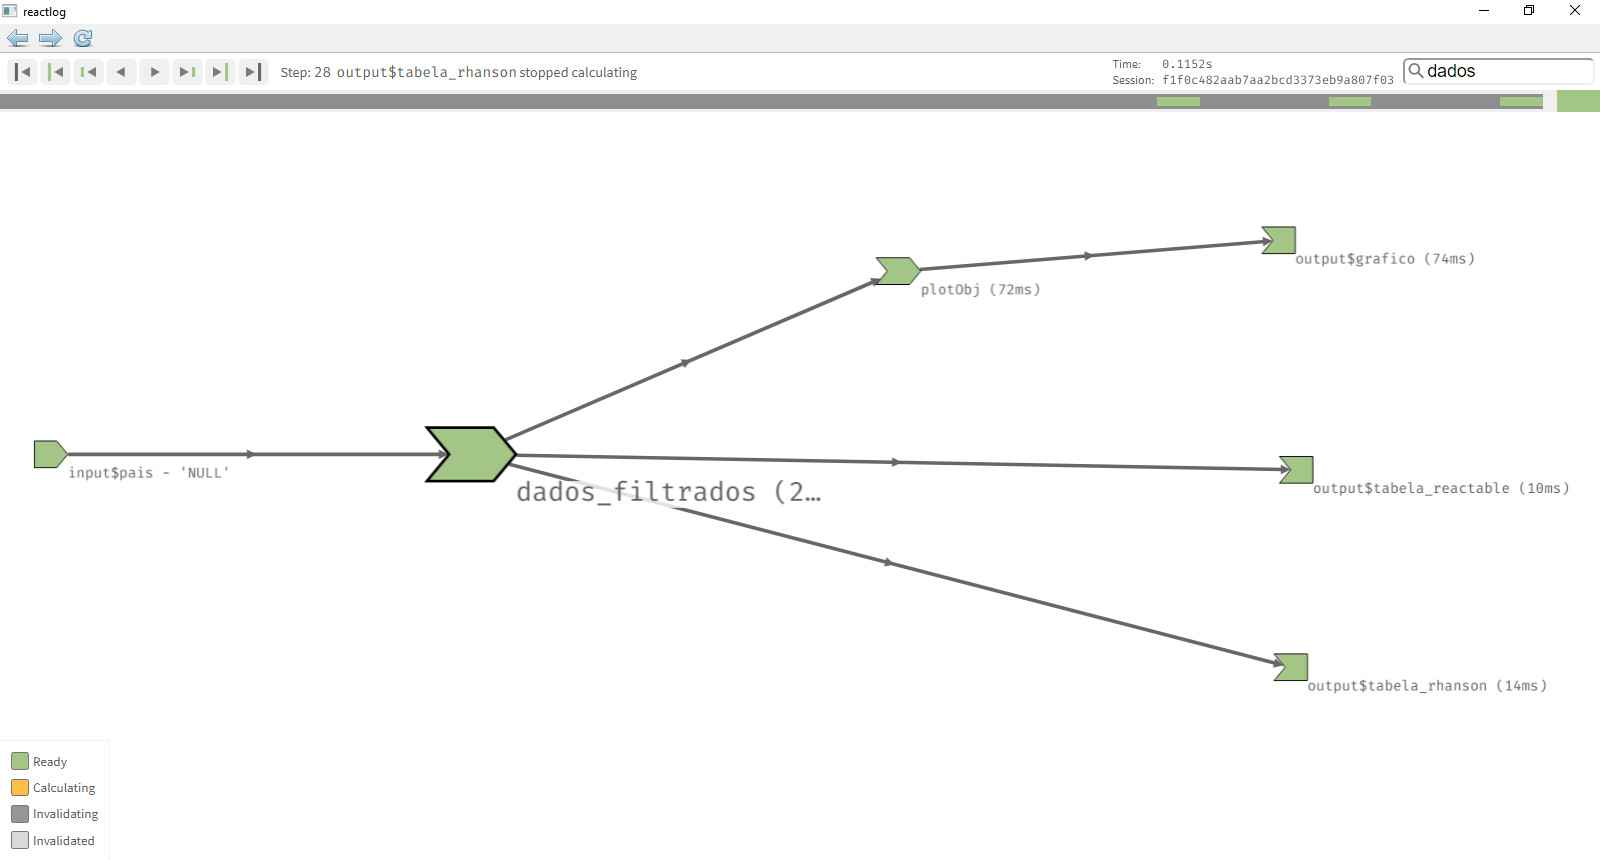 reactlog
Step: 28 output$tabela_rhanson stopped calculating
Time: 0.1152s
Session: f1f0c482aab7aa2bcd3373eb9a807f03
dados
output$grafico (74ms)
plotObj (72ms)
input$pais - 'NULL'
dados_filtrados (2…
output$tabela_reactable (10ms)
output$tabela_rhanson (14ms)
Ready
Calculating
Invalidating
Invalidated